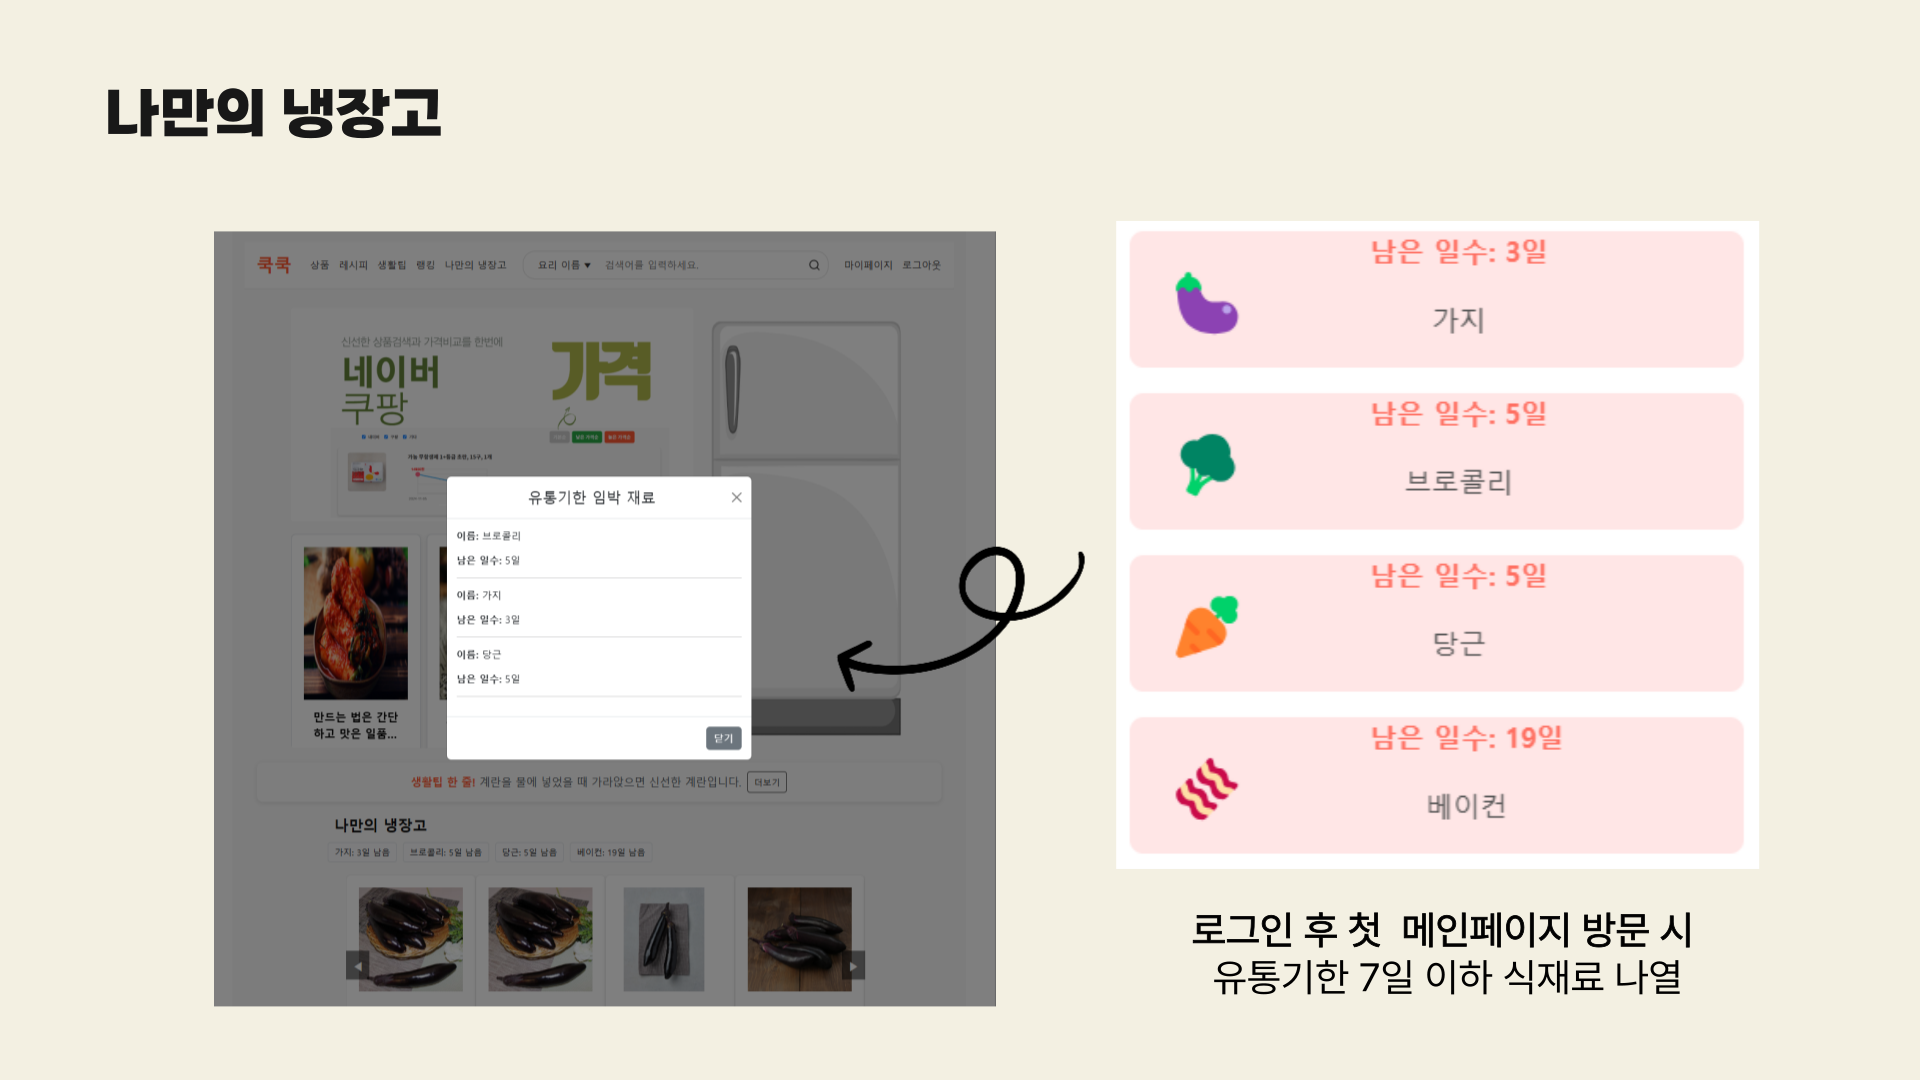 나만의 냉장고
쿡쿡 상품 레시피 생활팁 랭킹 나만의 냉장고 요리 이름 ▼ 검색어를 입력하세요. 마이페이지 로그아웃
신선한 상품검색과 가격비교를 한번에
네이버
쿠팡
가격
유통기한 임박 재료
이름: 브로콜리
남은 일수: 5일
이름: 가지
남은 일수: 3일
이름: 당근
남은 일수: 5일
닫기
만드는 법은 간단
하고 맛은 일품...
생활팁 한 줄! 계란을 물에 넣었을 때 가라앉으면 신선한 계란입니다. 더보기
나만의 냉장고
가지: 3일 남음 브로콜리: 5일 남음 당근: 5일 남음 베이컨: 19일 남음
남은 일수: 3일
가지
남은 일수: 5일
브로콜리
남은 일수: 5일
당근
남은 일수: 19일
베이컨
로그인 후 첫 메인페이지 방문 시
유통기한 7일 이하 식재료 나열